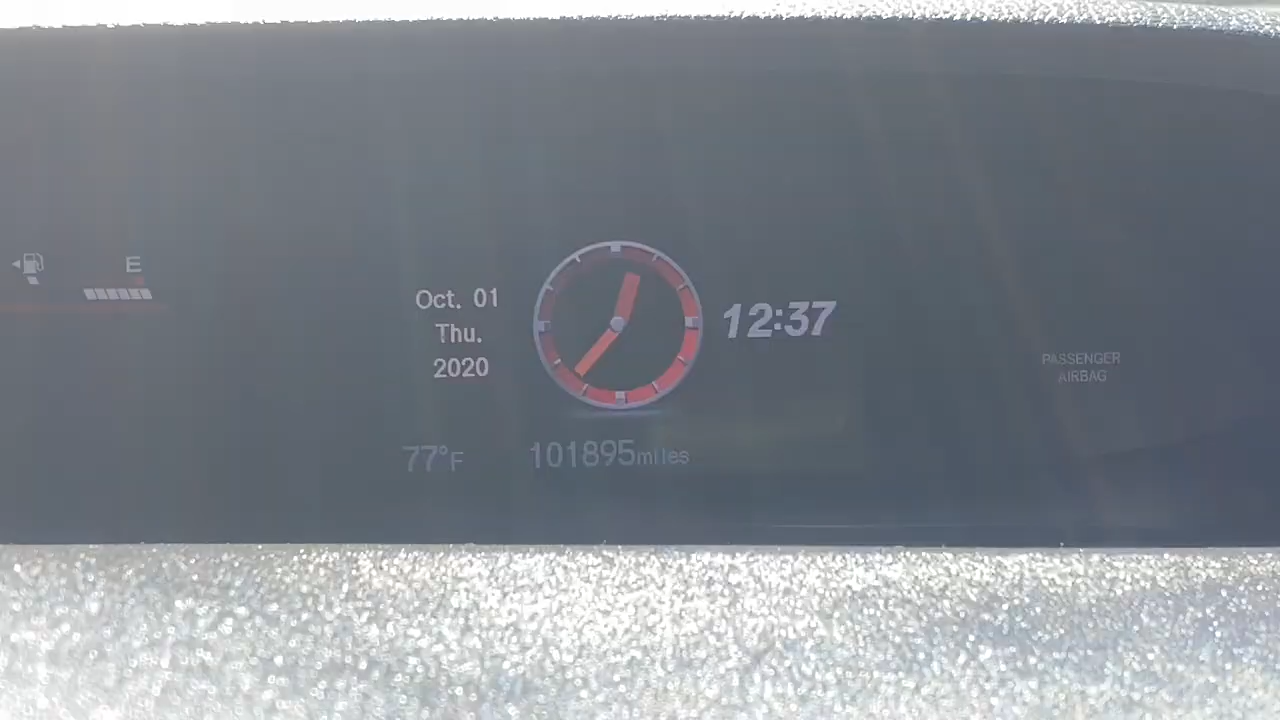 E
Oct. 01
Thu.
2020
12:37
PASSENGER
AIRBAG
77°F
101895miles